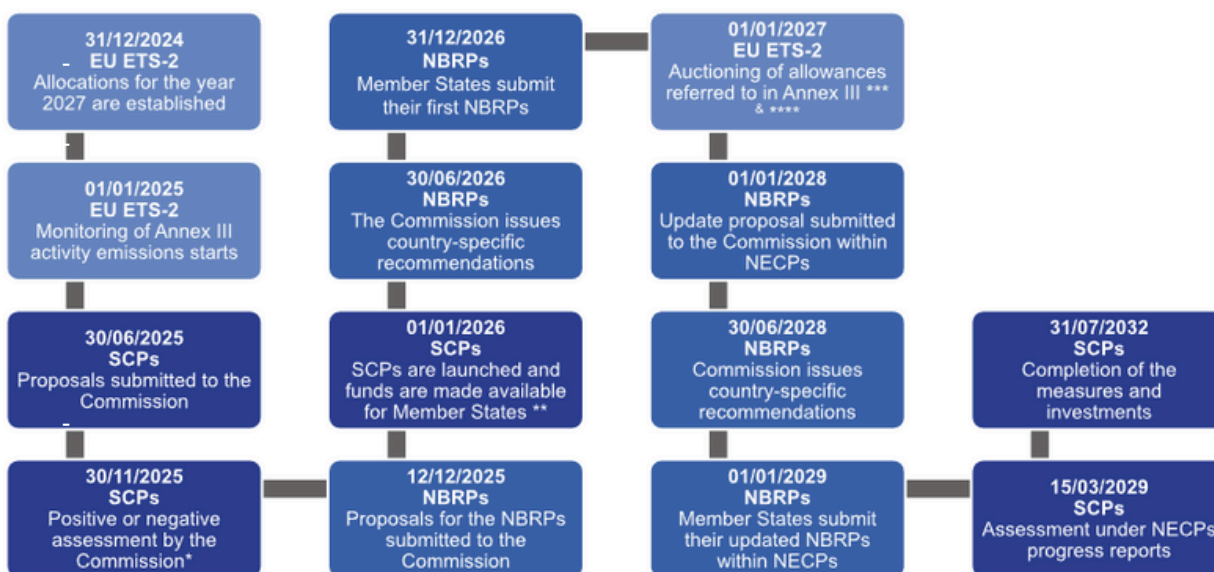 31/12/2024
EU ETS-2
Allocations for the year
2027 are established
01/01/2025
EU ETS-2
Monitoring of Annex III
activity emissions starts
30/06/2025
SCPs
Proposals submitted to the
Commission
30/11/2025
SCPs
Positive or negative
assessment by the
Commission*
12/12/2025
NBRPs
Proposals for the NBRPs
submitted to the
Commission
01/01/2026
SCPs
SCPs are launched and
funds are made available
for Member States **
30/06/2026
NBRPs
The Commission issues
country-specific
recommendations
31/12/2026
NBRPs
Member States submit
their first NBRPs
01/01/2027
EU ETS-2
Auctioning of allowances
referred to in Annex III ***
& ****
01/01/2028
NBRPs
Update proposal submitted
to the Commission within
NECPs
30/06/2028
NBRPs
Commission issues
country-specific
recommendations
01/01/2029
NBRPs
Member States submit
their updated NBRPs
within NECPs
15/03/2029
SCPs
Assessment under NECPs
progress reports
31/07/2032
SCPs
Completion of the
measures and
investments